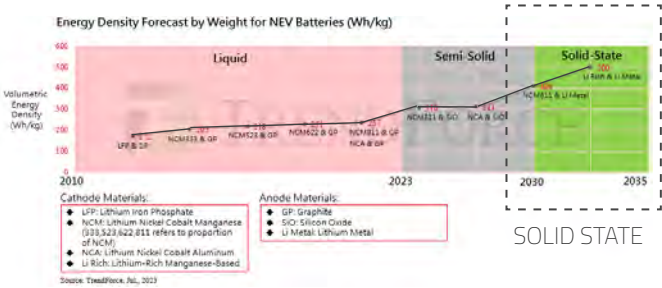 Energy Density Forecast by Weight for NEV Batteries (Wh/kg)
600
500
400
300
200
100
0
Volumetric
Energy
Density
(Wh/kg)
Liquid
Semi-Solid
Solid-State
LFP & GP
NCM333 & GP
NCM523 & GP
NCM622 & GP
NCM811 & GP
NCA & GP
NCM811 & SiO
NCA & SiO
NCM811 & Li Metal
500
Li Rich & Li Metal
2010
2023
2030
2035
Cathode Materials:
◆ LFP: Lithium Iron Phosphate
◆ NCM: Lithium Nickel Cobalt Manganese
(333,523,622,811 refers to proportion
of NCM)
◆ NCA: Lithium Nickel Cobalt Aluminum
◆ Li Rich: Lithium-Rich Manganese-Based
Anode Materials:
◆ GP: Graphite
◆ SiO: Silicon Oxide
◆ Li Metal: Lithium Metal
SOLID STATE
Source: TrendForce, Jul., 2023